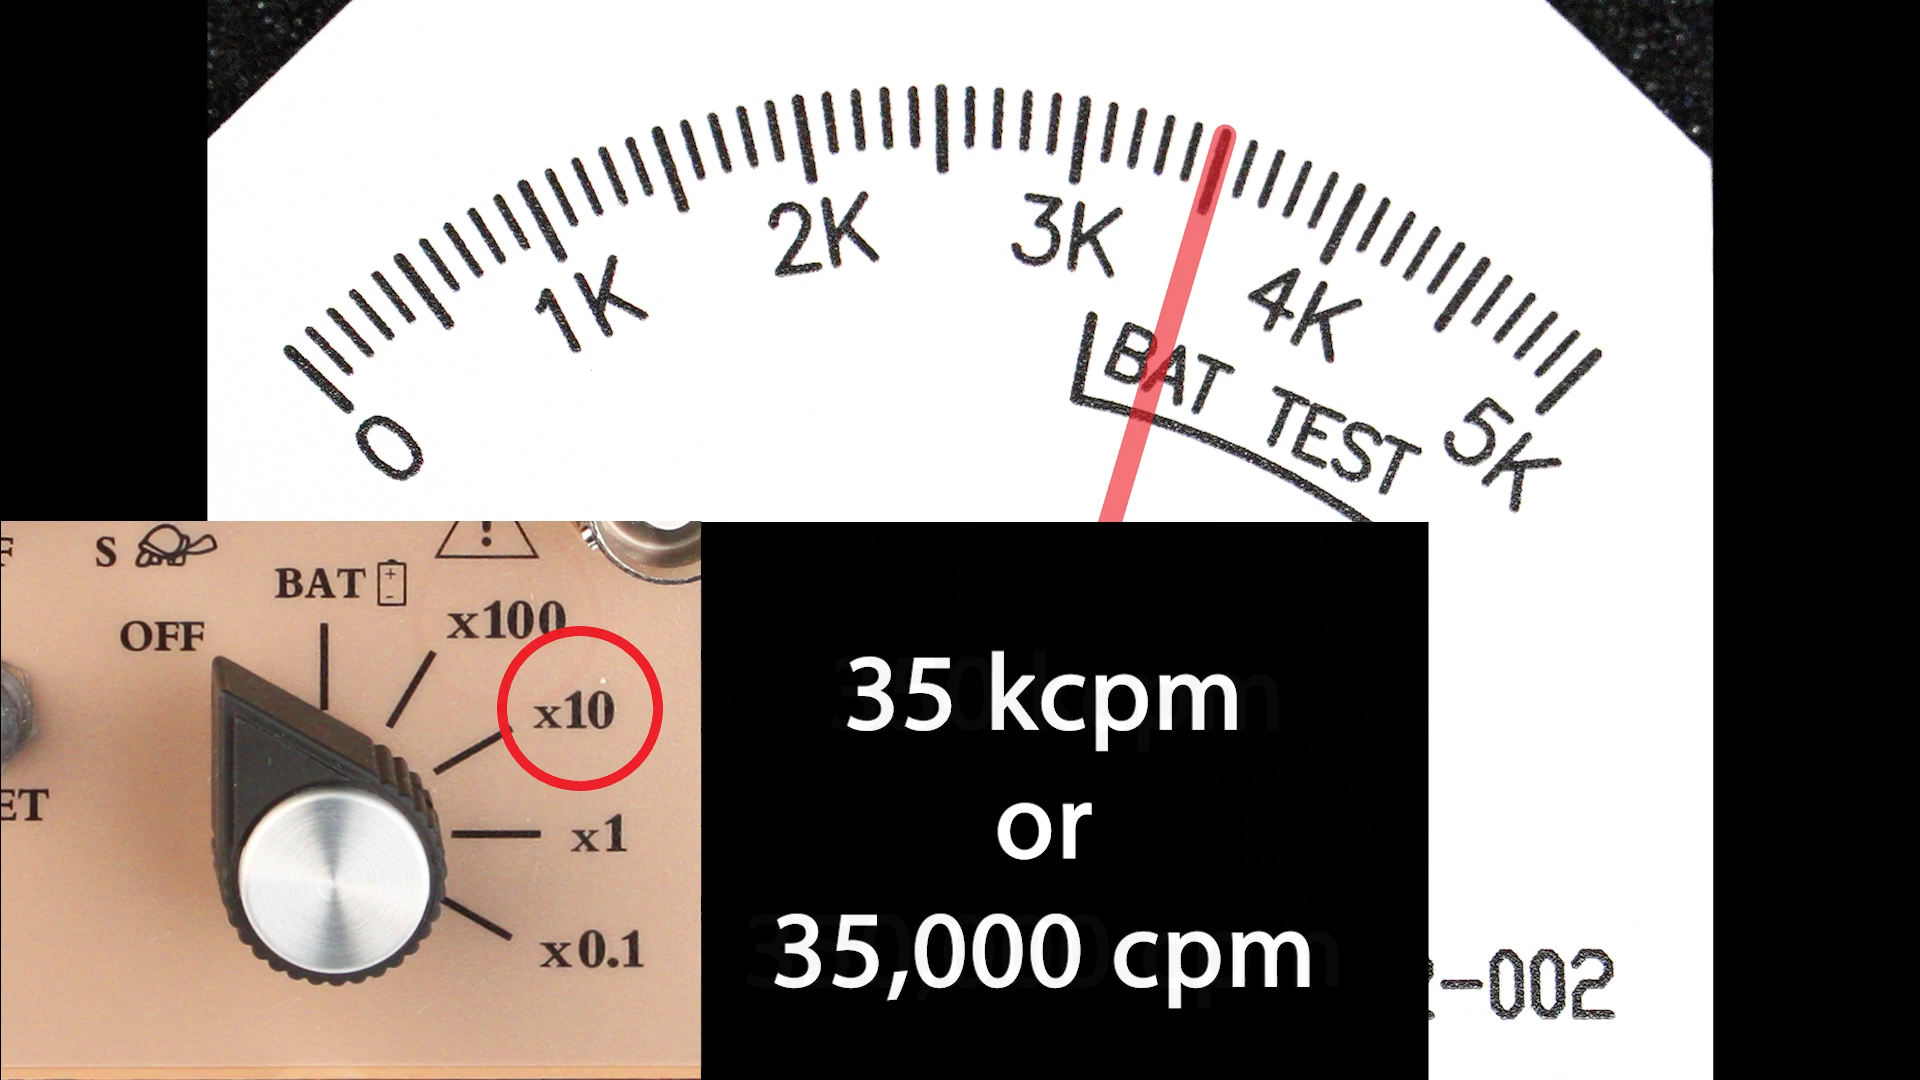 0
1K
2K
3K
4K
5K
BAT TEST
-002
S
BAT
OFF
x100
x10
x1
x0.1
ET
35 kcpm
or
35,000 cpm